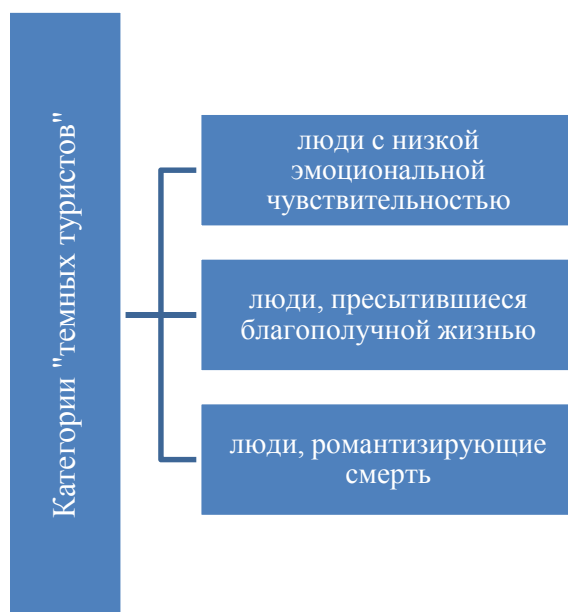 Категории "темных туристов"
люди с низкой
эмоциональной
чувствительностью
люди, пресытившиеся
благополучной жизнью
люди, романтизирующие
смерть